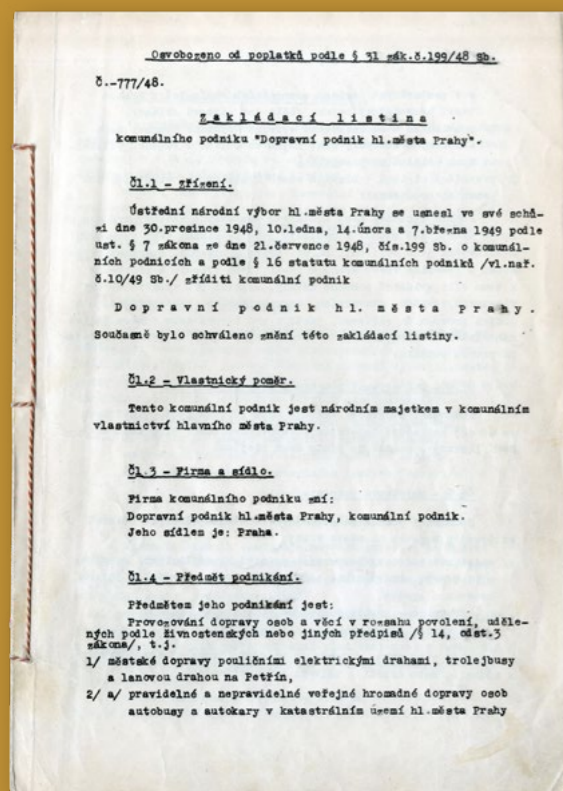 Osvobozeno od poplatků podle § 31 zák.č.199/48 Sb.
Č.-777/48.
Zakládací listina
komunálního podniku "Dopravní podnik hl.města Prahy".
Čl.1 - Zřízení.
Ústřední národní výbor hl.města Prahy se usnesl ve své schů-
zi dne 30.prosince 1948, 10.ledna, 14.února a 7.března 1949 podle
ust. § 7 zákona ze dne 21.července 1948, čís.199 Sb. o komunál-
ních podnicích a podle § 16 statutu komunálních podniků /vl.nař.
č.10/49 Sb./ zříditi komunální podnik
Dopravní podnik hl. města Prahy.
Současně bylo schváleno znění této zakládací listiny.
Čl.2 - Vlastnický poměr.
Tento komunální podnik jest národním majetkem v komunálním
vlastnictví hlavního města Prahy.
Čl.3 - Firma a sídlo.
Firma komunálního podniku zní:
Dopravní podnik hl.města Prahy, komunální podnik.
Jeho sídlem je: Praha.
Čl.4 - Předmět podnikání.
Předmětem jeho podnikání jest:
Provozování dopravy osob a věcí v rozsahu povolení, uděle-
ných podle živnostenských nebo jiných předpisů /§ 14, odst.3
zákona/, t.j.
1/ městské dopravy pouličními elektrickými drahami, trolejbusy
a lanovou drahou na Petřín,
2/ a/ pravidelné a nepravidelné veřejné hromadné dopravy osob
autobusy a autokary v katastrálním území hl.města Prahy